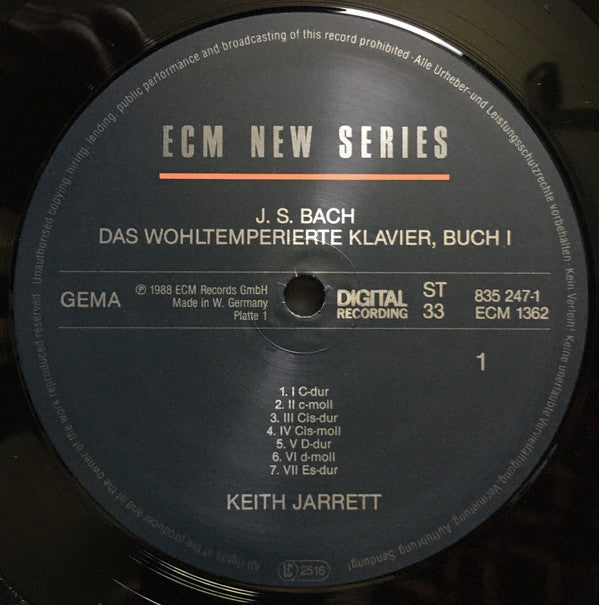 Unauthorised copying, hiring, lending, public performance and broadcasting of this record prohibited · Alle Urheber- und Leistungsschutzrechte vorbehalten · Kein Verleih! Keine unerlaubte Vervielfältigung, Vermietung, Aufführung, Sendung!
ECM NEW SERIES
J. S. BACH
DAS WOHLTEMPERIERTE KLAVIER, BUCH I
GEMA
℗ 1988 ECM Records GmbH
Made in W. Germany
Platte 1
DIGITAL
RECORDING
ST
33
835 247-1
ECM 1362
1
1. I C-dur
2. II c-moll
3. III Cis-dur
4. IV Cis-moll
5. V D-dur
6. VI d-moll
7. VII Es-dur
KEITH JARRETT
LC 2516
All rights of the producer and of the owner of the work reproduced reserved ·